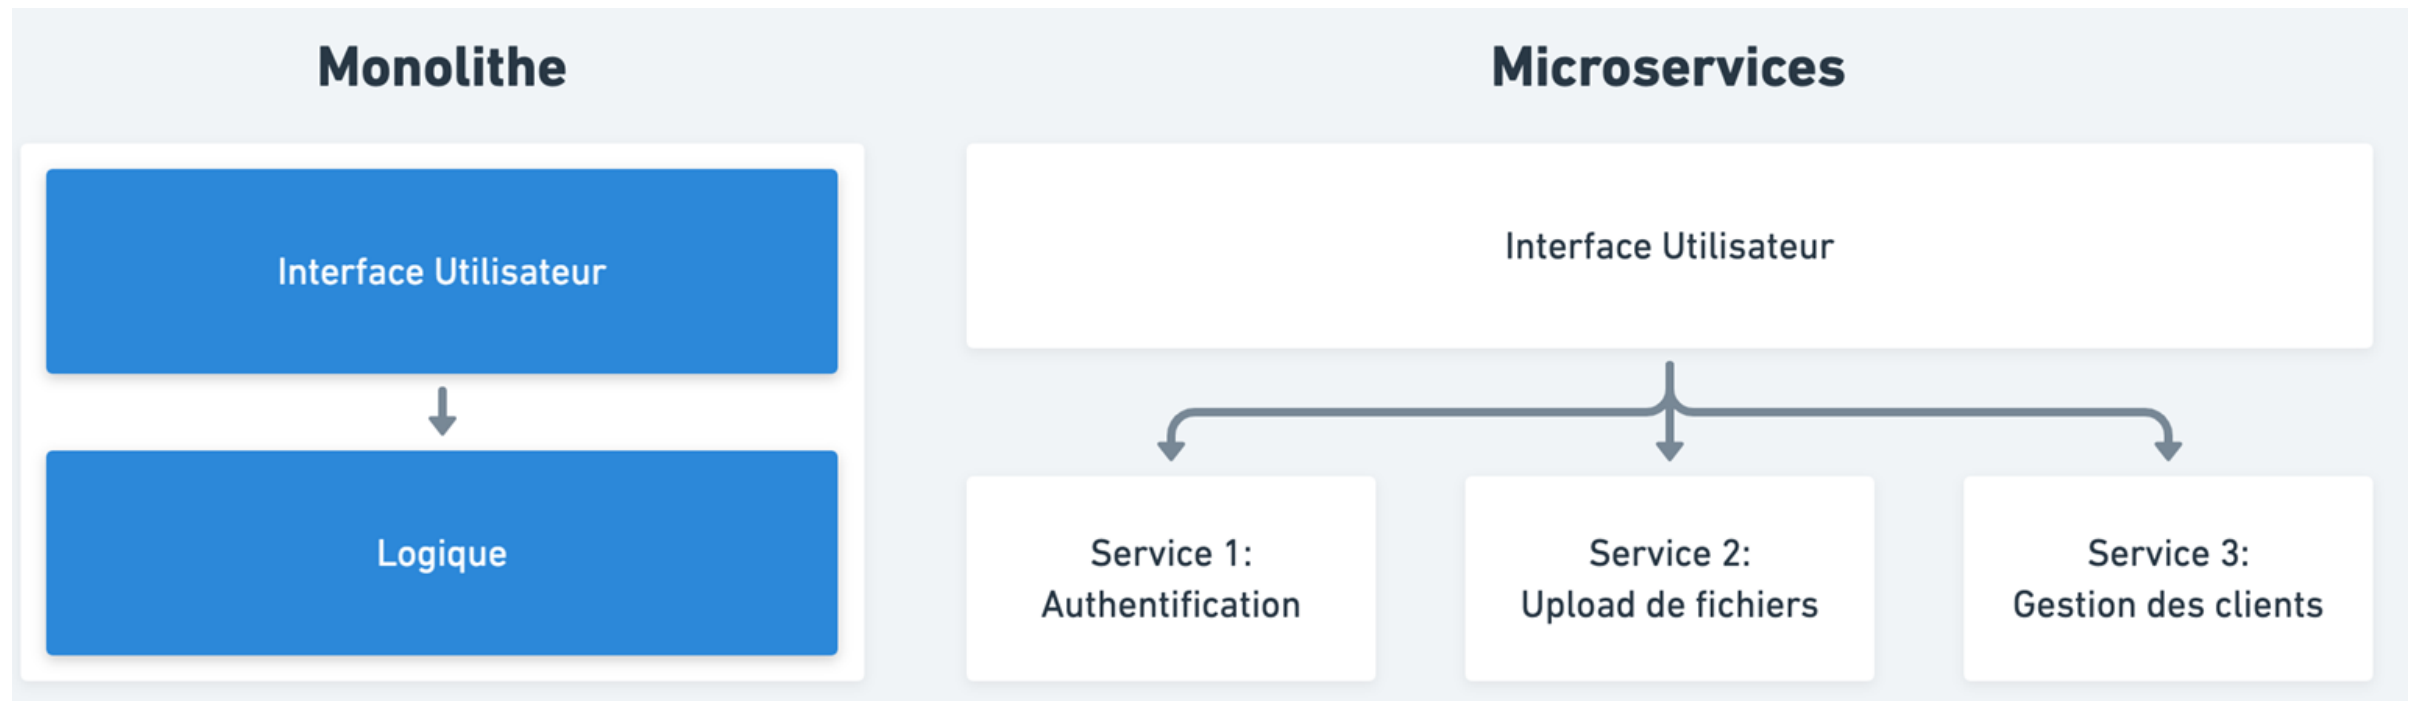 Monolithe
Interface Utilisateur
Logique
Microservices
Interface Utilisateur
Service 1:
Authentification
Service 2:
Upload de fichiers
Service 3:
Gestion des clients